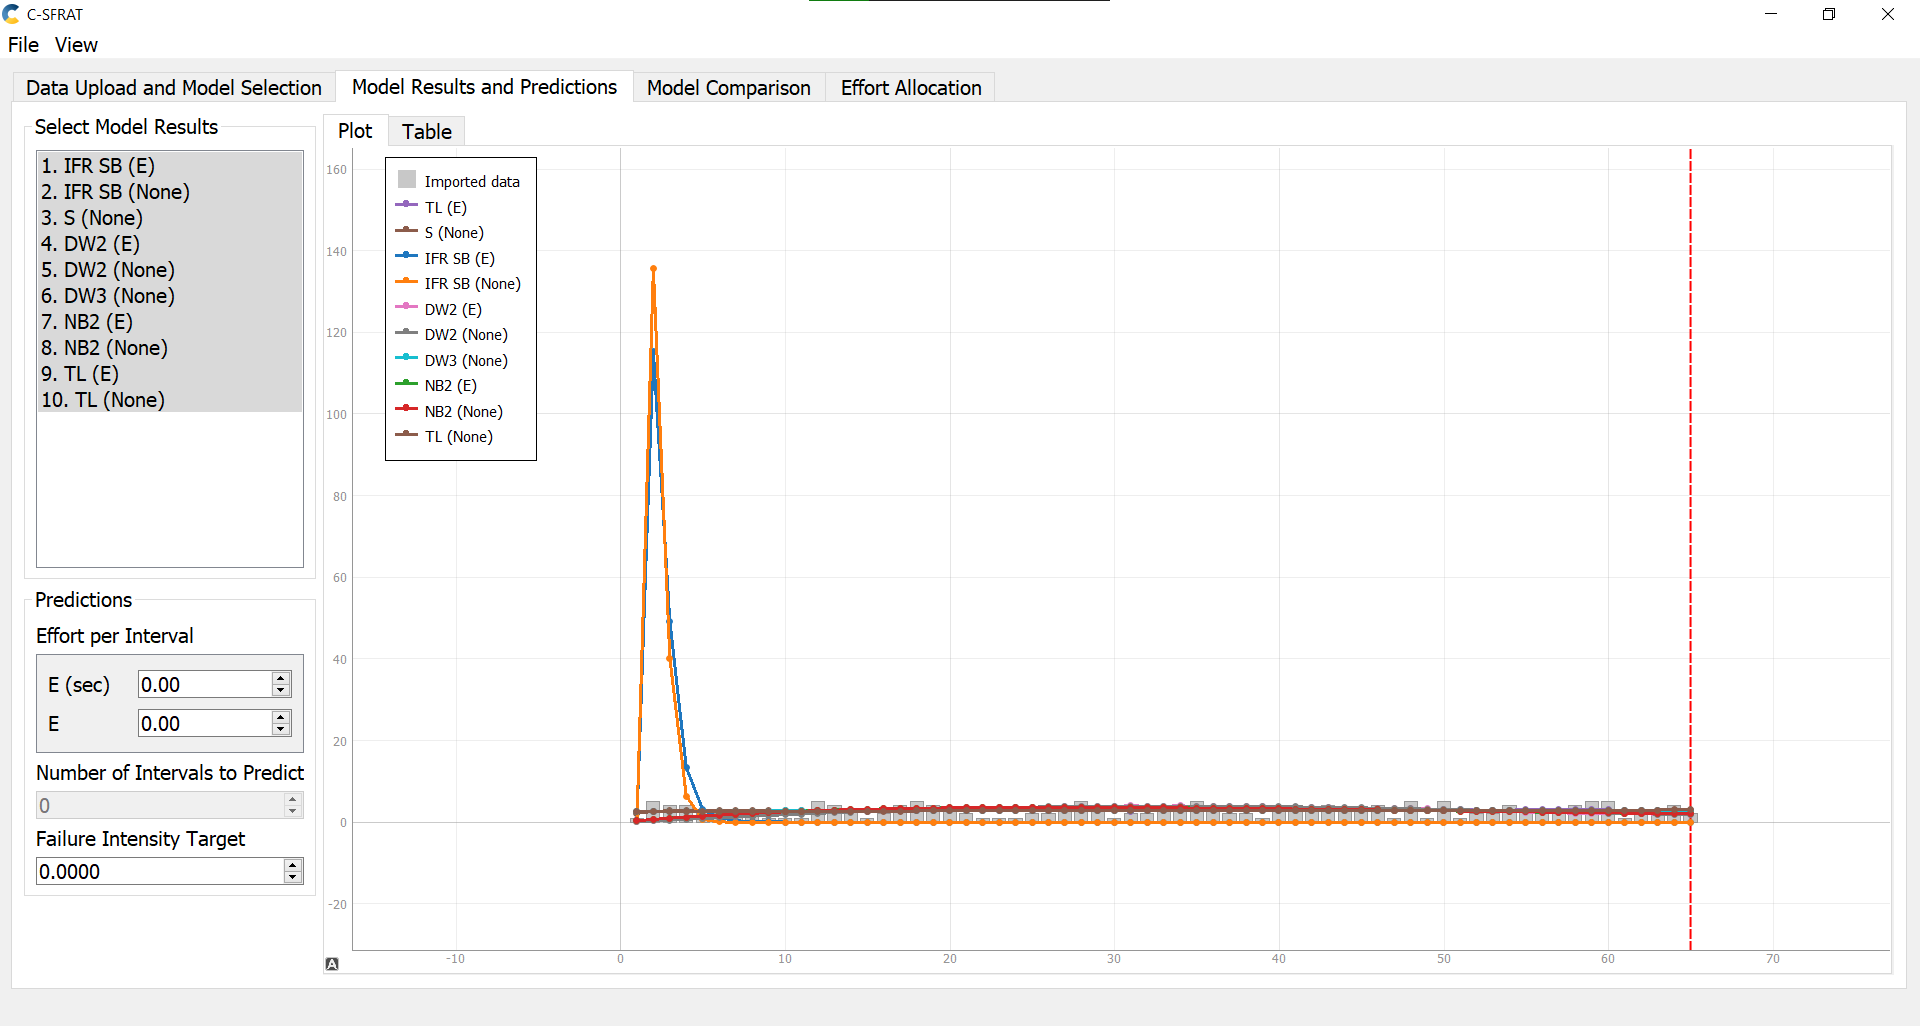 C-SFRAT
File View
Data Upload and Model Selection Model Results and Predictions Model Comparison Effort Allocation
Select Model Results
1. IFR SB (E)
2. IFR SB (None)
3. S (None)
4. DW2 (E)
5. DW2 (None)
6. DW3 (None)
7. NB2 (E)
8. NB2 (None)
9. TL (E)
10. TL (None)
Predictions
Effort per Interval
E (sec) 0.00
E 0.00
Number of Intervals to Predict
0
Failure Intensity Target
0.0000
Plot Table
Imported data
TL (E)
S (None)
IFR SB (E)
IFR SB (None)
DW2 (E)
DW2 (None)
DW3 (None)
NB2 (E)
NB2 (None)
TL (None)
160
140
120
100
80
60
40
20
0
-20
-10 0 10 20 30 40 50 60 70
A